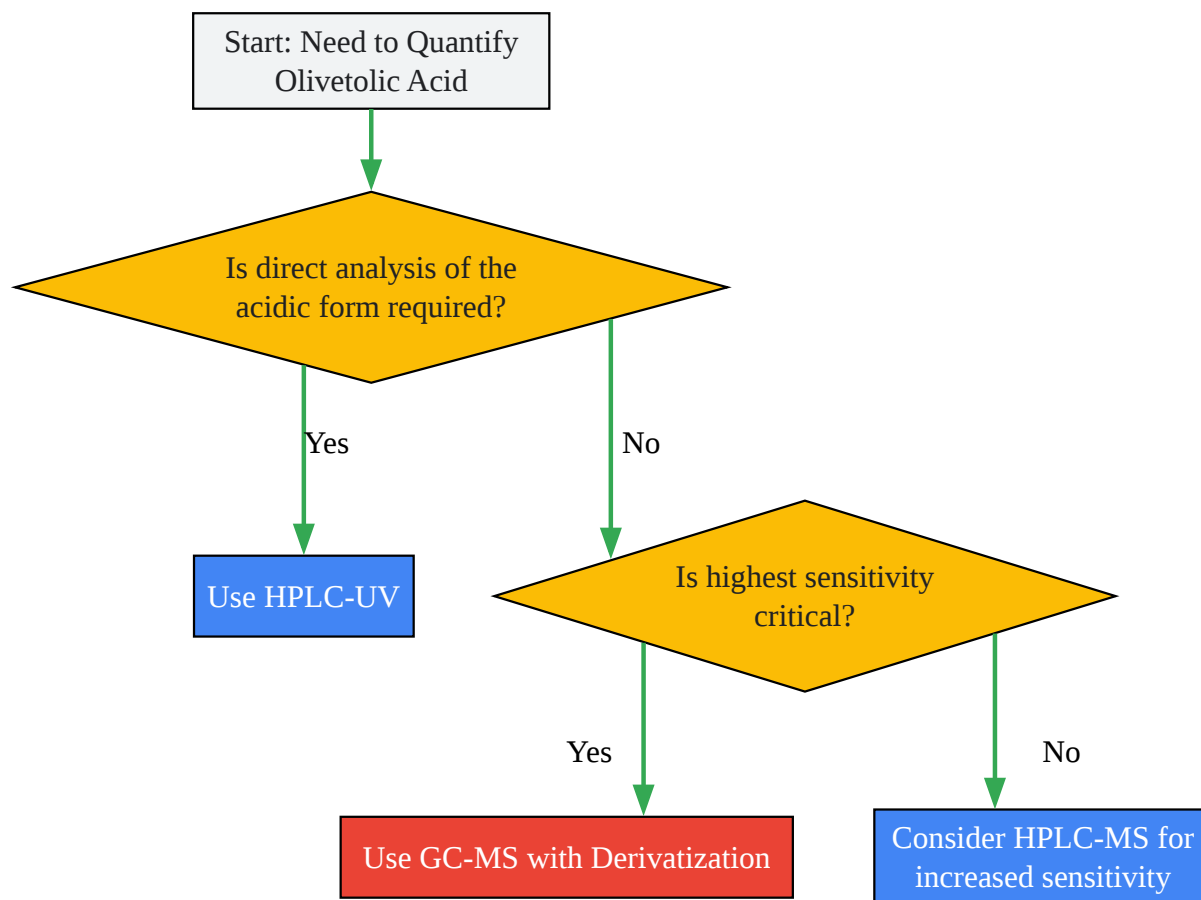 Start: Need to Quantify
Olivetolic Acid
Is direct analysis of the
acidic form required?
Yes
No
Use HPLC-UV
Is highest sensitivity
critical?
Yes
No
Use GC-MS with Derivatization
Consider HPLC-MS for
increased sensitivity